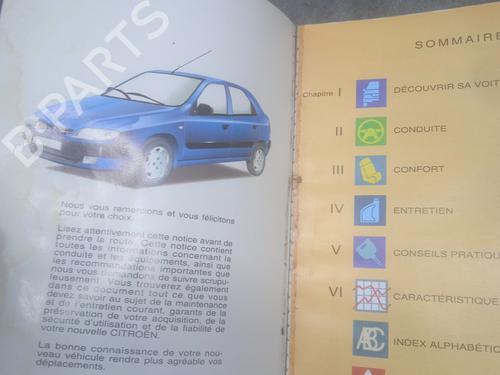 B-PARTS
Nous vous remercions et vous félicitons
pour votre choix.
Lisez attentivement cette notice avant de
prendre la route. Cette notice contient
toutes les informations concernant la
conduite et les équipements, ainsi que
les recommandations importantes que
nous vous demandons de suivre scrupu-
leusement. Vous trouverez également
dans ce document tout ce que vous
devez savoir au sujet de la maintenance
et de l'entretien courant, garants de la
préservation de votre acquisition, de la
sécurité d'utilisation et de la fiabilité de
votre nouvelle CITROËN.
La bonne connaissance de votre nou-
veau véhicule rendra plus agréable vos
déplacements.
SOMMAIRE
Chapitre I DÉCOUVRIR SA VOIT
II CONDUITE
III CONFORT
IV ENTRETIEN
V CONSEILS PRATIQU
VI CARACTÉRISTIQUE
ABC INDEX ALPHABÉTIQ